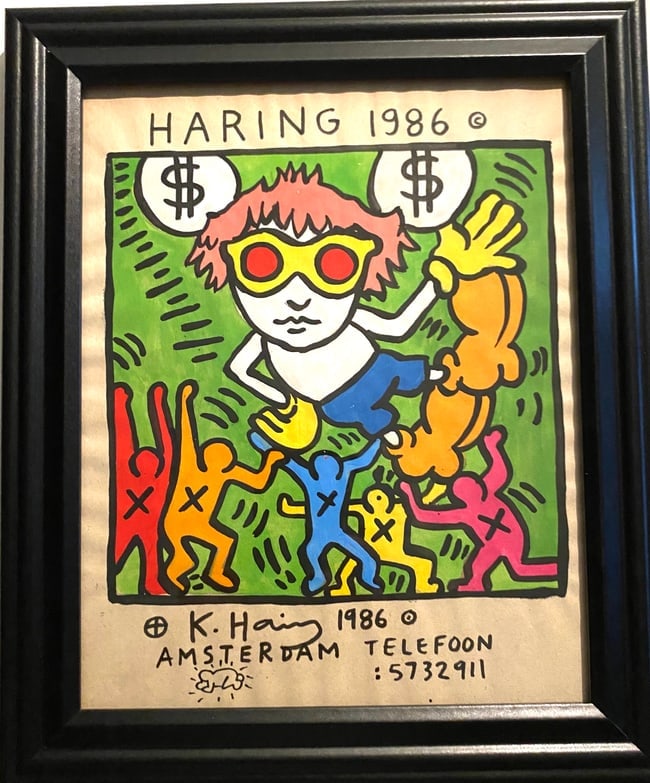 HARING 1986 ©
$ $
X X X X X
⊕ K. Haring 1986 ©
AMSTERDAM TELEFOON
:5732911